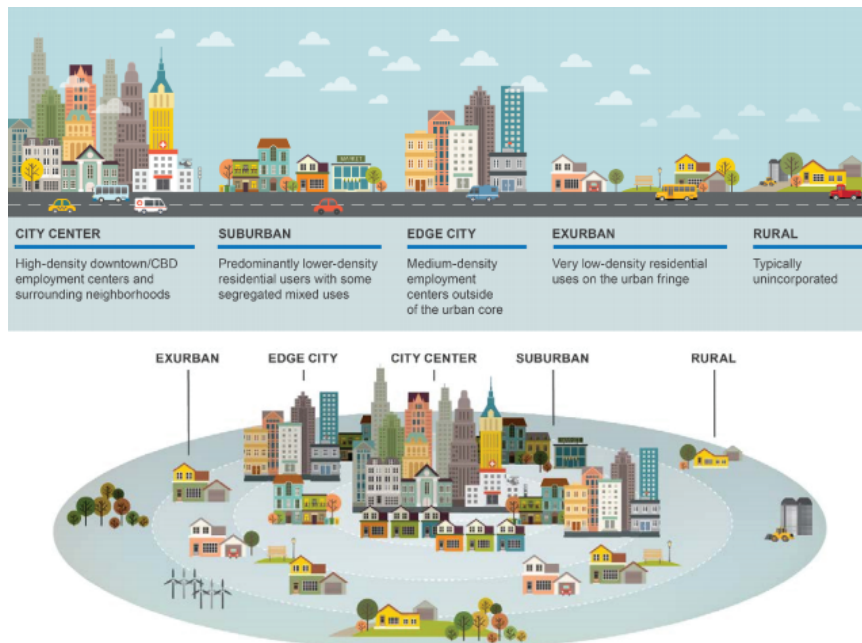 CITY CENTER
High-density downtown/CBD
employment centers and
surrounding neighborhoods
SUBURBAN
Predominantly lower-density
residential users with some
segregated mixed uses
EDGE CITY
Medium-density
employment
centers outside
of the urban core
EXURBAN
Very low-density residential
uses on the urban fringe
RURAL
Typically
unincorporated
EXURBAN
EDGE CITY
CITY CENTER
SUBURBAN
RURAL